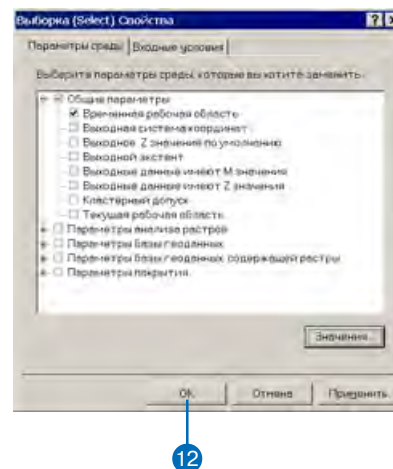 Выборка (Select) Свойства
Параметры среды Входные условия
Выберите параметры среды, которые вы хотите заменить.
Общие параметры
Временная рабочая область
Выходная система координат
Выходное Z значение по умолчанию
Выходной экстент
Выходные данные имеют M значения
Выходные данные имеют Z значения
Кластерный допуск
Текущая рабочая область
Параметры анализа растров
Параметры базы геоданных
Параметры базы геоданных, содержащей растры
Параметры покрытия
Значения...
OK Отмена Применить
12